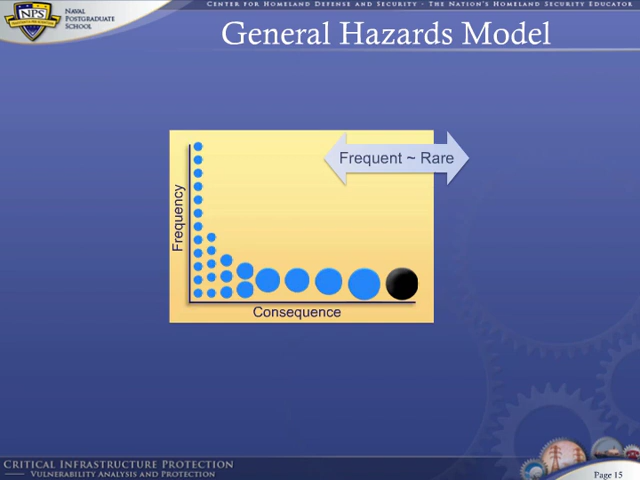 Center for Homeland Defense and Security - The Nation's Homeland Security Educator
NPS
Naval
Postgraduate
School
General Hazards Model
Frequent ~ Rare
Frequency
Consequence
Critical Infrastructure Protection
Vulnerability Analysis and Protection
Page 15